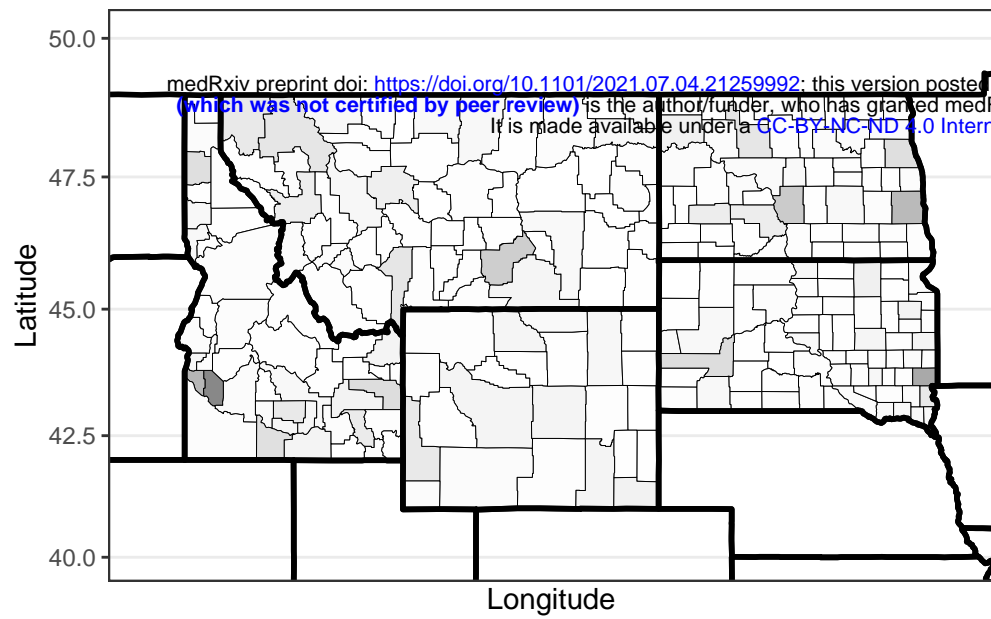 50.0
medRxiv preprint doi: https://doi.org/10.1101/2021.07.04.21259992; this version posted
(which was not certified by peer review) is the author/funder, who has granted medR
It is made available under a CC-BY-NC-ND 4.0 Intern
47.5
Latitude
45.0
42.5
40.0
Longitude